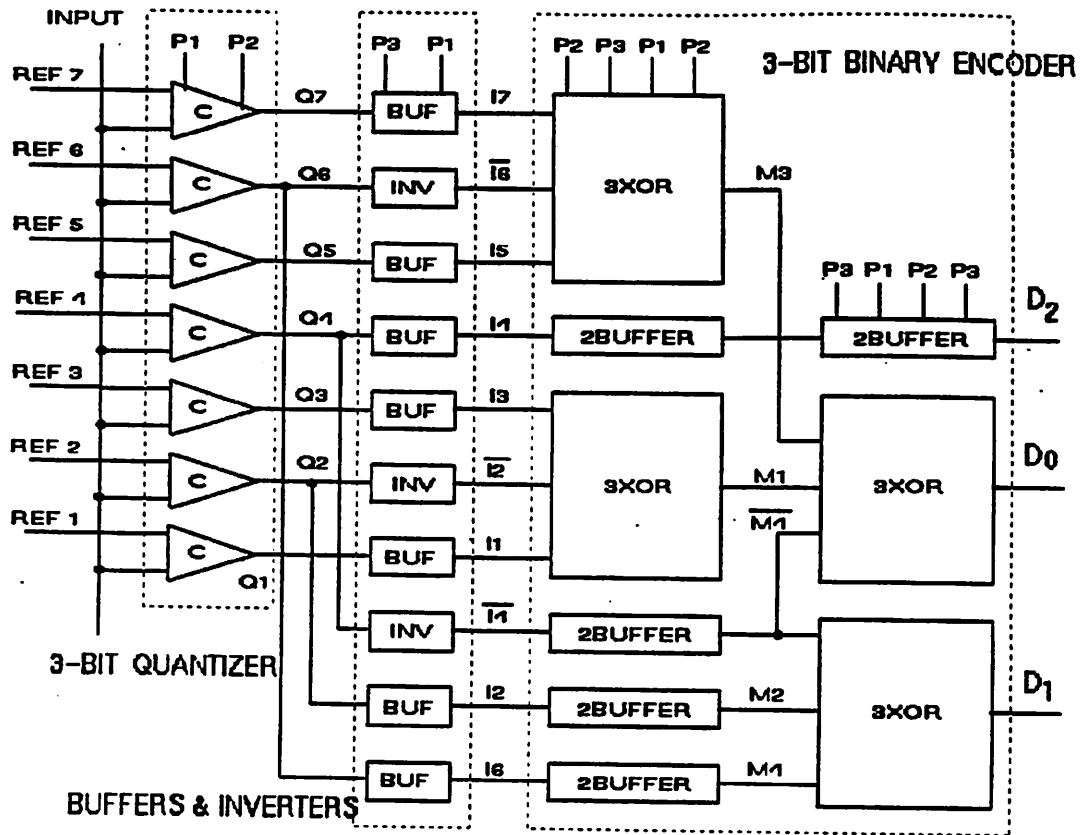 INPUT
P1 P2
P3 P1
P2 P3 P1 P2
3-BIT BINARY ENCODER
REF 7
C
Q7
BUF
I7
REF 6
C
Q6
INV
I̅6̅
3XOR
M3
REF 5
C
Q5
BUF
I5
P3 P1 P2 P3
REF 4
C
Q4
BUF
I4
2BUFFER
2BUFFER
D2
REF 3
C
Q3
BUF
I3
REF 2
C
Q2
INV
I̅2̅
3XOR
M1
3XOR
D0
REF 1
C
Q1
BUF
I1
M̅4̅
INV
I̅4̅
2BUFFER
3-BIT QUANTIZER
BUF
I2
2BUFFER
M2
3XOR
D1
BUF
I6
2BUFFER
M4
BUFFERS & INVERTERS